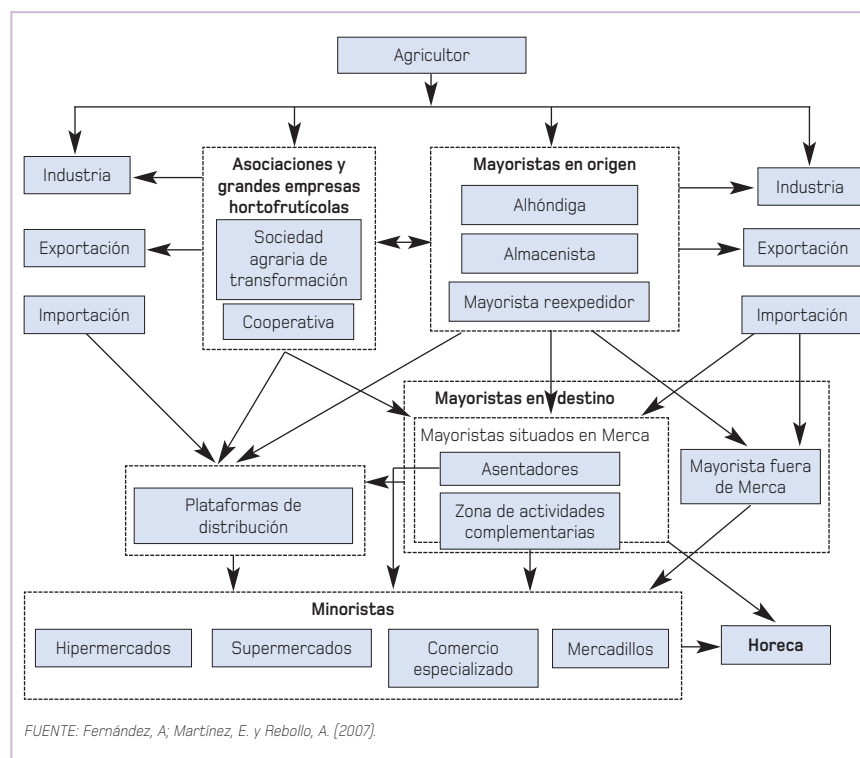 Agricultor
Industria
Asociaciones y
grandes empresas
hortofrutícolas
Sociedad
agraria de
transformación
Cooperativa
Mayoristas en origen
Alhóndiga
Almacenista
Mayorista reexpedidor
Industria
Exportación
Exportación
Importación
Importación
Mayoristas en destino
Mayoristas situados en Merca
Asentadores
Zona de actividades
complementarias
Mayorista fuera
de Merca
Plataformas de
distribución
Minoristas
Hipermercados
Supermercados
Comercio
especializado
Mercadillos
Horeca
FUENTE: Fernández, A; Martínez, E. y Rebollo, A. (2007).